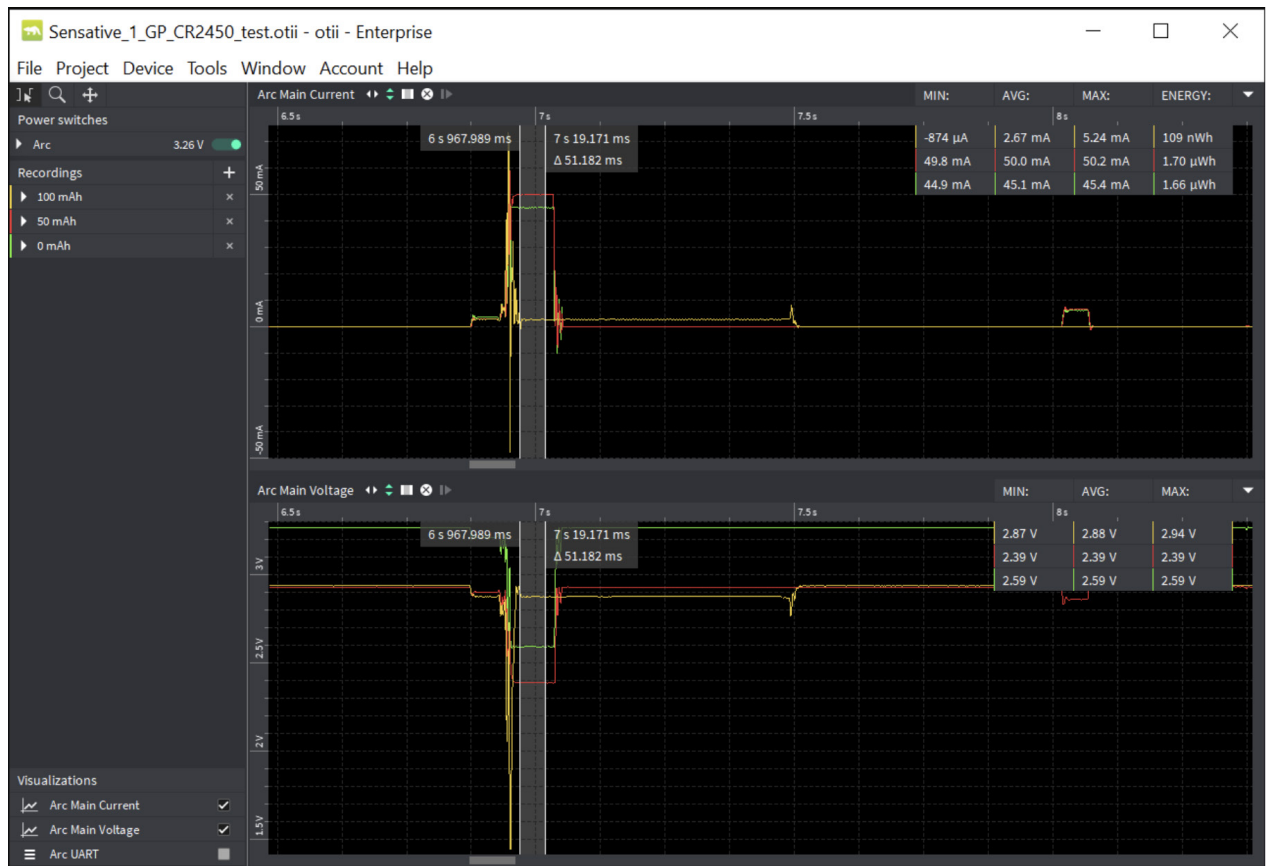 Sensative_1_GP_CR2450_test.otii - otii - Enterprise
File Project Device Tools Window Account Help
Power switches
Arc 3.26 V
Recordings +
100 mAh ×
50 mAh ×
0 mAh ×
Visualizations
Arc Main Current
Arc Main Voltage
Arc UART
Arc Main Current MIN: AVG: MAX: ENERGY:
6.5 s 7 s 7.5 s 8 s
6 s 967.989 ms 7 s 19.171 ms
Δ 51.182 ms
-874 µA 2.67 mA 5.24 mA 109 nWh
49.8 mA 50.0 mA 50.2 mA 1.70 µWh
44.9 mA 45.1 mA 45.4 mA 1.66 µWh
50 mA
0 mA
-50 mA
Arc Main Voltage MIN: AVG: MAX:
6.5 s 7 s 7.5 s 8 s
6 s 967.989 ms 7 s 19.171 ms
Δ 51.182 ms
2.87 V 2.88 V 2.94 V
2.39 V 2.39 V 2.39 V
2.59 V 2.59 V 2.59 V
3 V
2.5 V
2 V
1.5 V